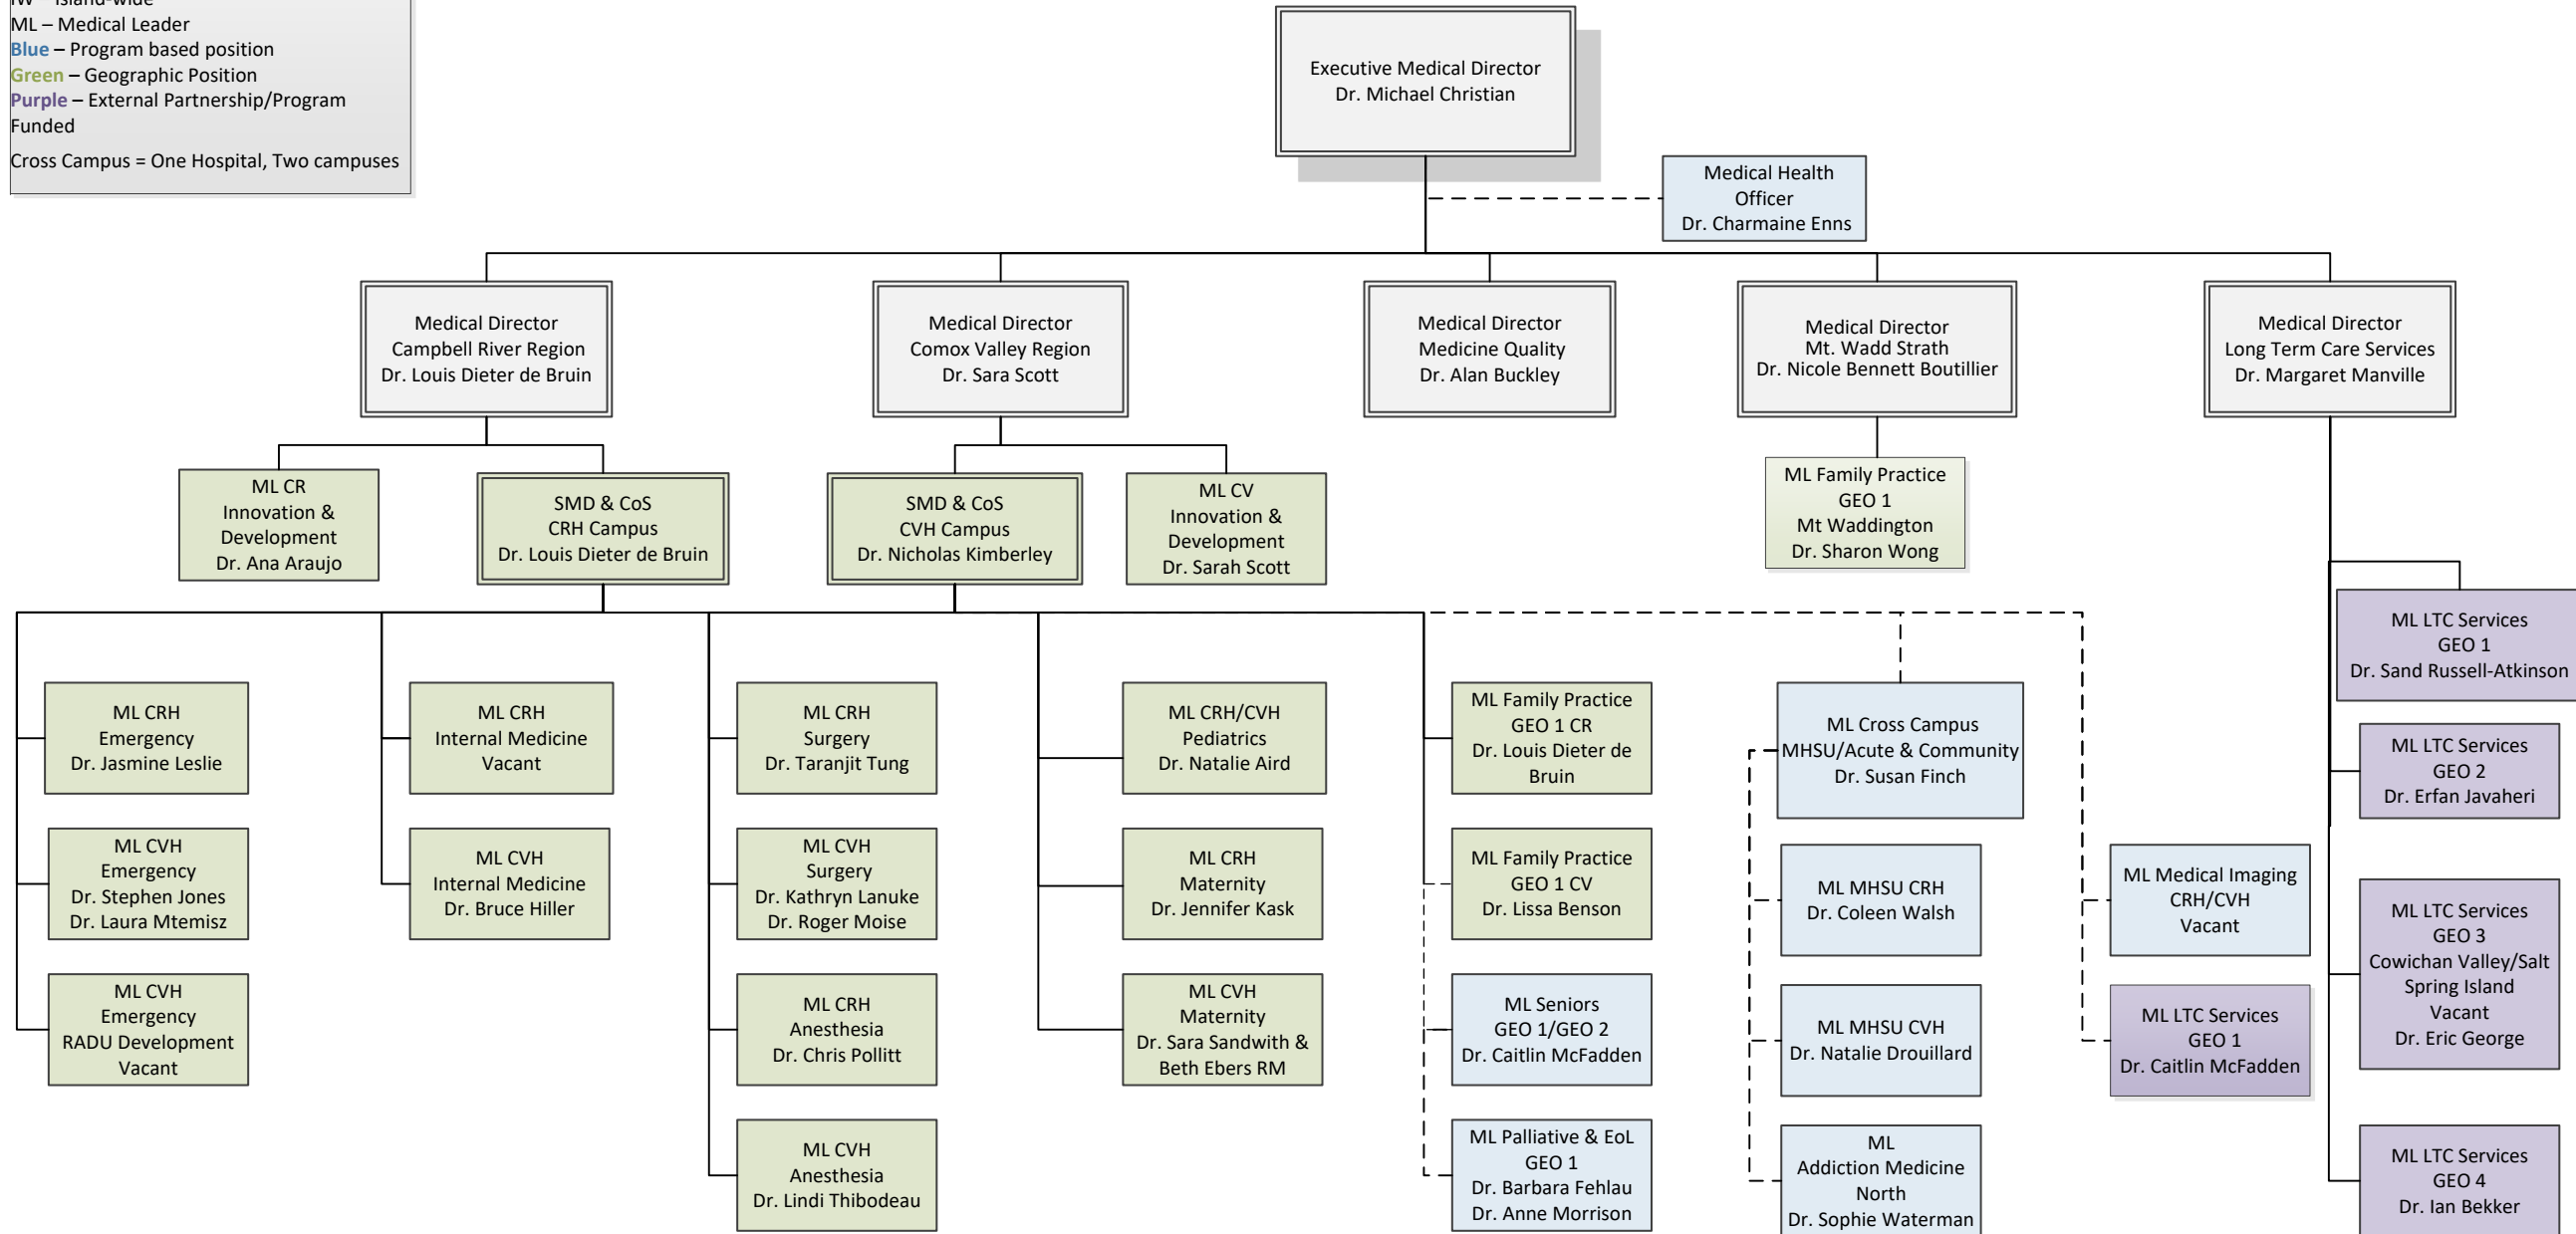 IW – Island-wide
ML – Medical Leader
Blue – Program based position
Green – Geographic Position
Purple – External Partnership/Program
Funded
Cross Campus = One Hospital, Two campuses
Executive Medical Director
Dr. Michael Christian
Medical Health
Officer
Dr. Charmaine Enns
Medical Director
Campbell River Region
Dr. Louis Dieter de Bruin
Medical Director
Comox Valley Region
Dr. Sara Scott
Medical Director
Medicine Quality
Dr. Alan Buckley
Medical Director
Mt. Wadd Strath
Dr. Nicole Bennett Boutillier
Medical Director
Long Term Care Services
Dr. Margaret Manville
ML CR
Innovation &
Development
Dr. Ana Araujo
SMD & CoS
CRH Campus
Dr. Louis Dieter de Bruin
SMD & CoS
CVH Campus
Dr. Nicholas Kimberley
ML CV
Innovation &
Development
Dr. Sarah Scott
ML Family Practice
GEO 1
Mt Waddington
Dr. Sharon Wong
ML CRH
Emergency
Dr. Jasmine Leslie
ML CVH
Emergency
Dr. Stephen Jones
Dr. Laura Mtemisz
ML CVH
Emergency
RADU Development
Vacant
ML CRH
Internal Medicine
Vacant
ML CVH
Internal Medicine
Dr. Bruce Hiller
ML CRH
Surgery
Dr. Taranjit Tung
ML CVH
Surgery
Dr. Kathryn Lanuke
Dr. Roger Moise
ML CRH
Anesthesia
Dr. Chris Pollitt
ML CVH
Anesthesia
Dr. Lindi Thibodeau
ML CRH/CVH
Pediatrics
Dr. Natalie Aird
ML CRH
Maternity
Dr. Jennifer Kask
ML CVH
Maternity
Dr. Sara Sandwith &
Beth Ebers RM
ML Family Practice
GEO 1 CR
Dr. Louis Dieter de
Bruin
ML Family Practice
GEO 1 CV
Dr. Lissa Benson
ML Seniors
GEO 1/GEO 2
Dr. Caitlin McFadden
ML Palliative & EoL
GEO 1
Dr. Barbara Fehlau
Dr. Anne Morrison
ML Cross Campus
MHSU/Acute & Community
Dr. Susan Finch
ML MHSU CRH
Dr. Coleen Walsh
ML MHSU CVH
Dr. Natalie Drouillard
ML
Addiction Medicine
North
Dr. Sophie Waterman
ML Medical Imaging
CRH/CVH
Vacant
ML LTC Services
GEO 1
Dr. Caitlin McFadden
ML LTC Services
GEO 1
Dr. Sand Russell-Atkinson
ML LTC Services
GEO 2
Dr. Erfan Javaheri
ML LTC Services
GEO 3
Cowichan Valley/Salt
Spring Island
Vacant
Dr. Eric George
ML LTC Services
GEO 4
Dr. Ian Bekker